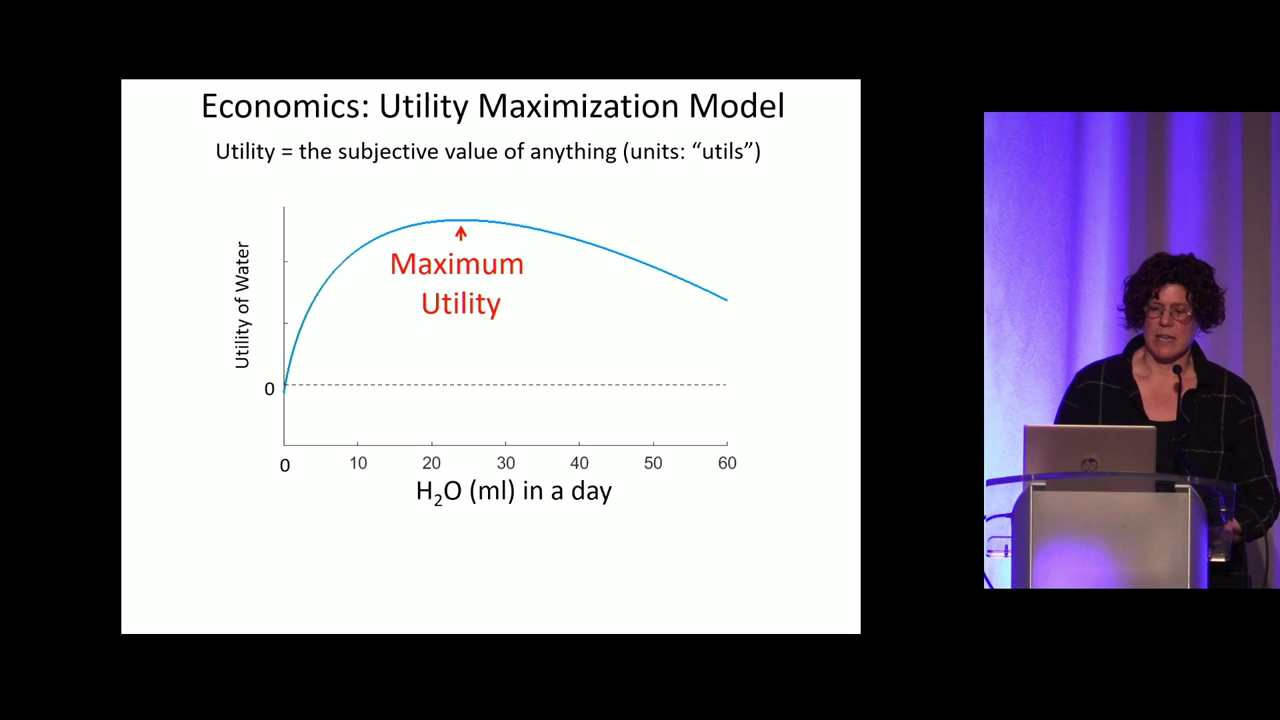 Economics: Utility Maximization Model
Utility = the subjective value of anything (units: “utils”)
Utility of Water
Maximum
Utility
0
0
10
20
30
40
50
60
H₂O (ml) in a day
hp